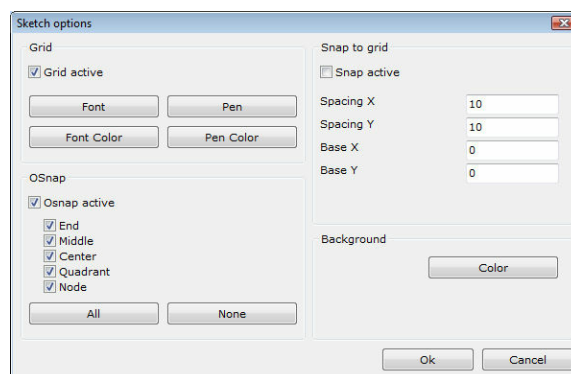 Sketch options
Grid
Grid active
Font
Pen
Font Color
Pen Color
OSnap
Osnap active
End
Middle
Center
Quadrant
Node
All
None
Snap to grid
Snap active
Spacing X 10
Spacing Y 10
Base X 0
Base Y 0
Background
Color
Ok
Cancel